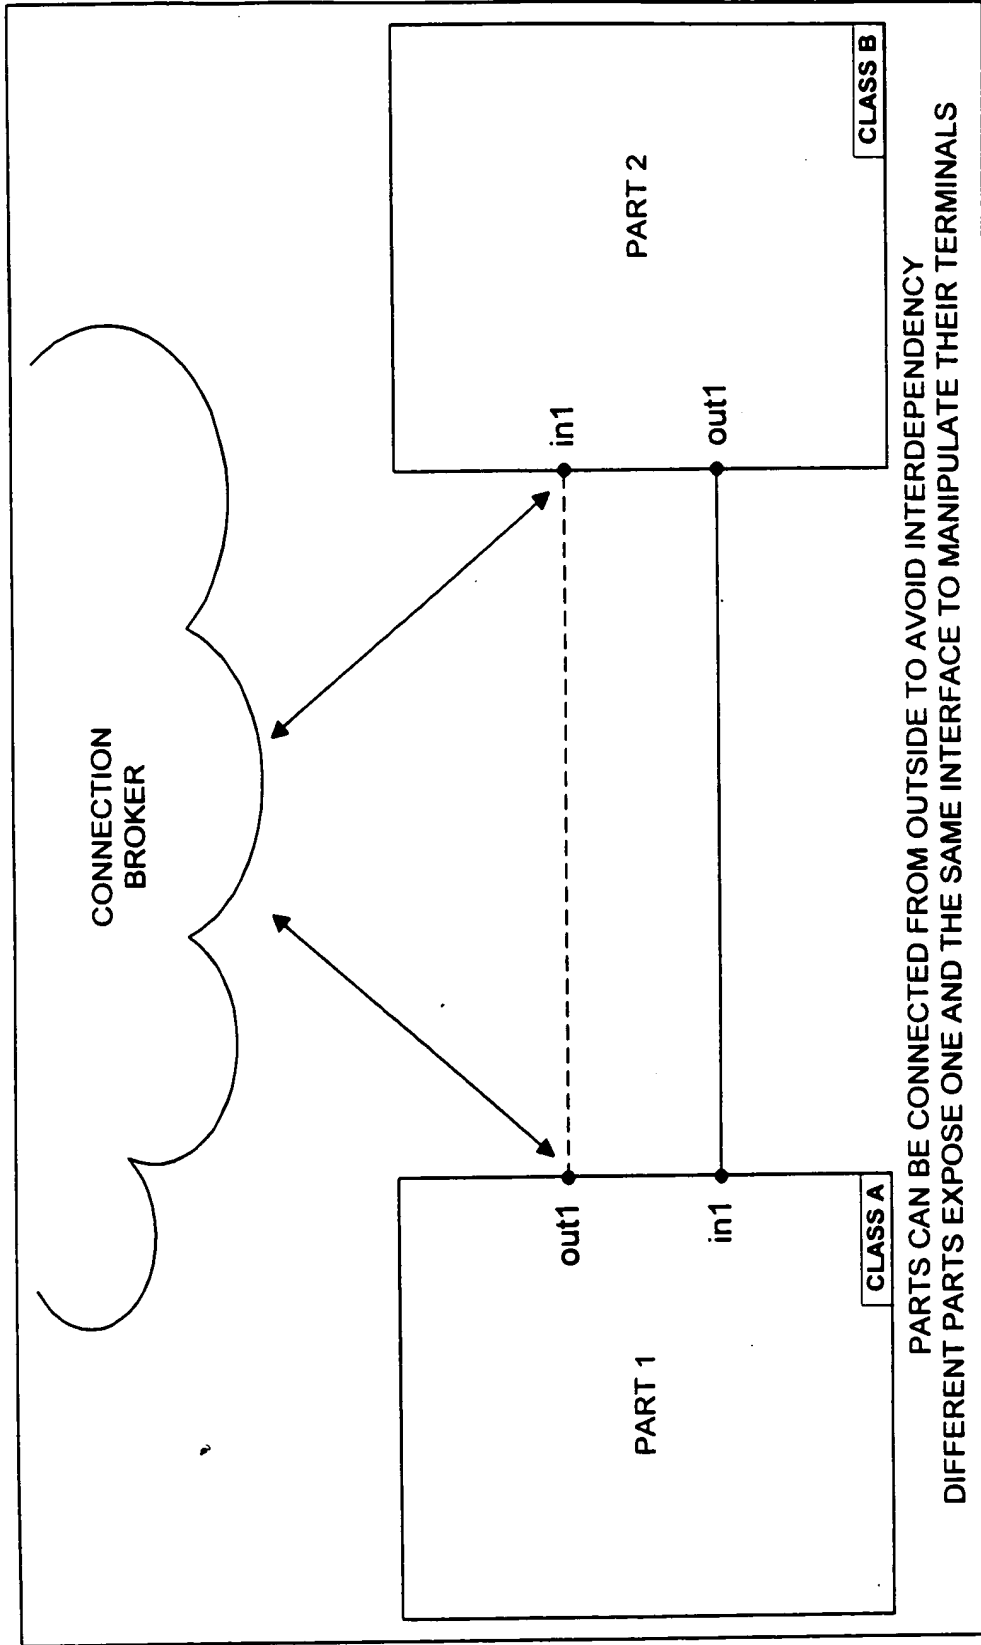 CONNECTION
BROKER
PART 1
out1
in1
CLASS A
in1
out1
PART 2
CLASS B
PARTS CAN BE CONNECTED FROM OUTSIDE TO AVOID INTERDEPENDENCY
DIFFERENT PARTS EXPOSE ONE AND THE SAME INTERFACE TO MANIPULATE THEIR TERMINALS